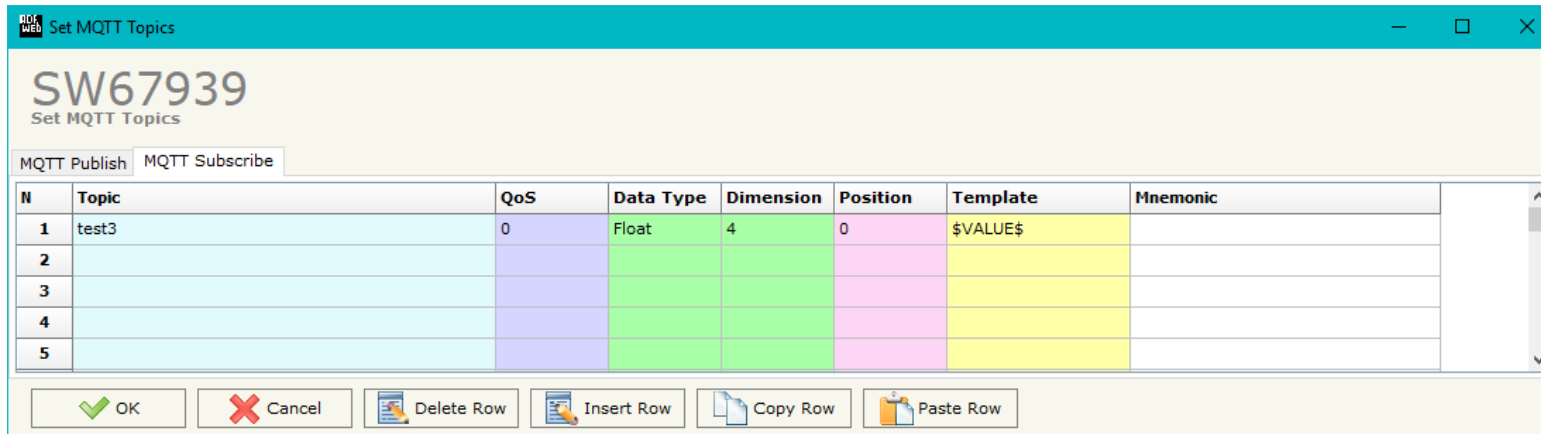 ADF WEB Set MQTT Topics
SW67939
Set MQTT Topics
MQTT Publish MQTT Subscribe
N Topic QoS Data Type Dimension Position Template Mnemonic
1 test3 0 Float 4 0 $VALUE$
2
3
4
5
OK Cancel Delete Row Insert Row Copy Row Paste Row